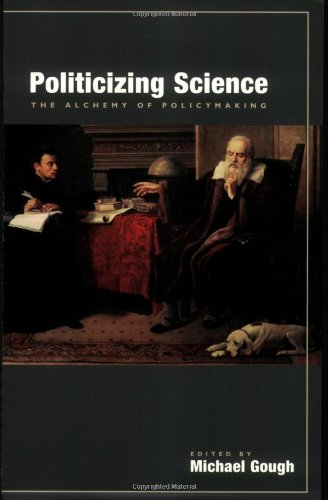 Politicizing Science
THE ALCHEMY OF POLICYMAKING
EDITED BY
Michael Gough